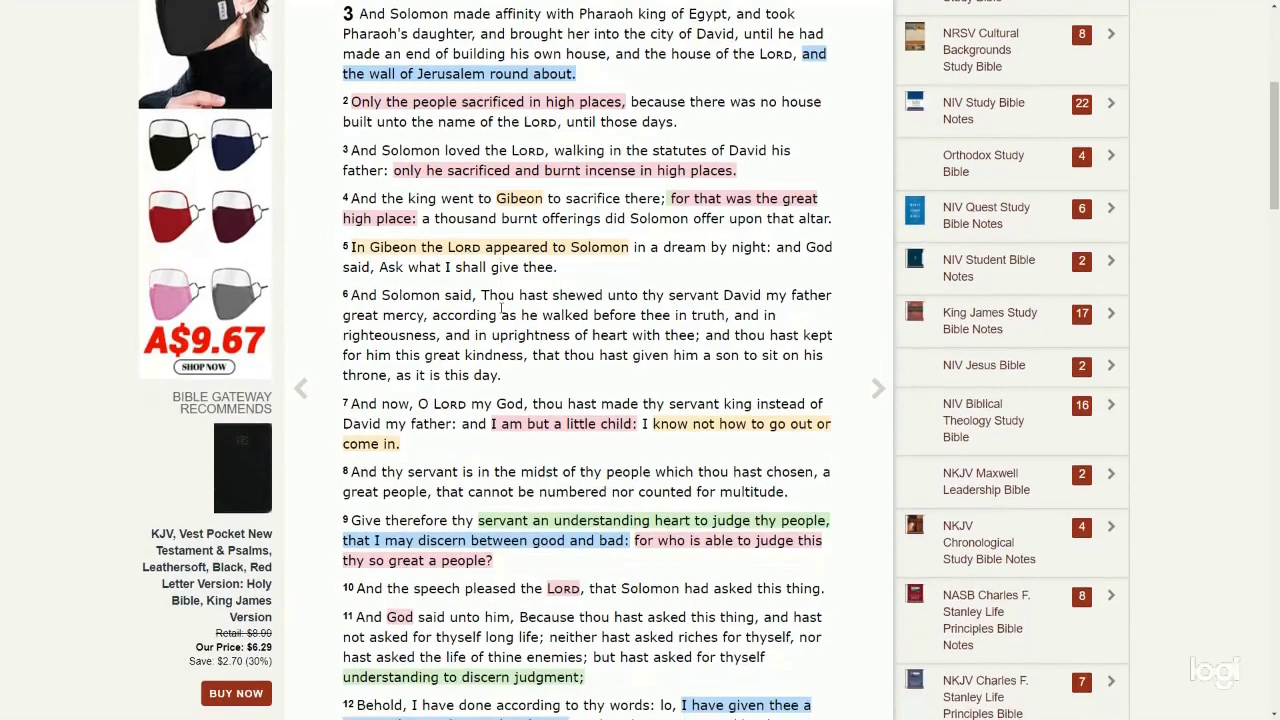 A$9.67
SHOP NOW
BIBLE GATEWAY
RECOMMENDS
KJV, Vest Pocket New
Testament & Psalms,
Leathersoft, Black, Red
Letter Version: Holy
Bible, King James
Version
Retail: $8.99
Our Price: $6.29
Save: $2.70 (30%)
BUY NOW
3 And Solomon made affinity with Pharaoh king of Egypt, and took
Pharaoh's daughter, and brought her into the city of David, until he had
made an end of building his own house, and the house of the LORD, and
the wall of Jerusalem round about.
2 Only the people sacrificed in high places, because there was no house
built unto the name of the LORD, until those days.
3 And Solomon loved the LORD, walking in the statutes of David his
father: only he sacrificed and burnt incense in high places.
4 And the king went to Gibeon to sacrifice there; for that was the great
high place: a thousand burnt offerings did Solomon offer upon that altar.
5 In Gibeon the LORD appeared to Solomon in a dream by night: and God
said, Ask what I shall give thee.
6 And Solomon said, Thou hast shewed unto thy servant David my father
great mercy, according as he walked before thee in truth, and in
righteousness, and in uprightness of heart with thee; and thou hast kept
for him this great kindness, that thou hast given him a son to sit on his
throne, as it is this day.
7 And now, O LORD my God, thou hast made thy servant king instead of
David my father: and I am but a little child: I know not how to go out or
come in.
8 And thy servant is in the midst of thy people which thou hast chosen, a
great people, that cannot be numbered nor counted for multitude.
9 Give therefore thy servant an understanding heart to judge thy people,
that I may discern between good and bad: for who is able to judge this
thy so great a people?
10 And the speech pleased the LORD, that Solomon had asked this thing.
11 And God said unto him, Because thou hast asked this thing, and hast
not asked for thyself long life; neither hast asked riches for thyself, nor
hast asked the life of thine enemies; but hast asked for thyself
understanding to discern judgment;
12 Behold, I have done according to thy words: lo, I have given thee a
NRSV Cultural 8
Backgrounds
Study Bible
NIV Study Bible 22
Notes
Orthodox Study 4
Bible
NIV Quest Study 6
Bible Notes
NIV Student Bible 2
Notes
King James Study 17
Bible Notes
NIV Jesus Bible 2
NIV Biblical 16
Theology Study
Bible
NKJV Maxwell 2
Leadership Bible
NKJV 4
Chronological
Study Bible Notes
NASB Charles F. 8
Stanley Life
Principles Bible
Notes
NKJV Charles F. 7
Stanley Life
Principles Bible
logi